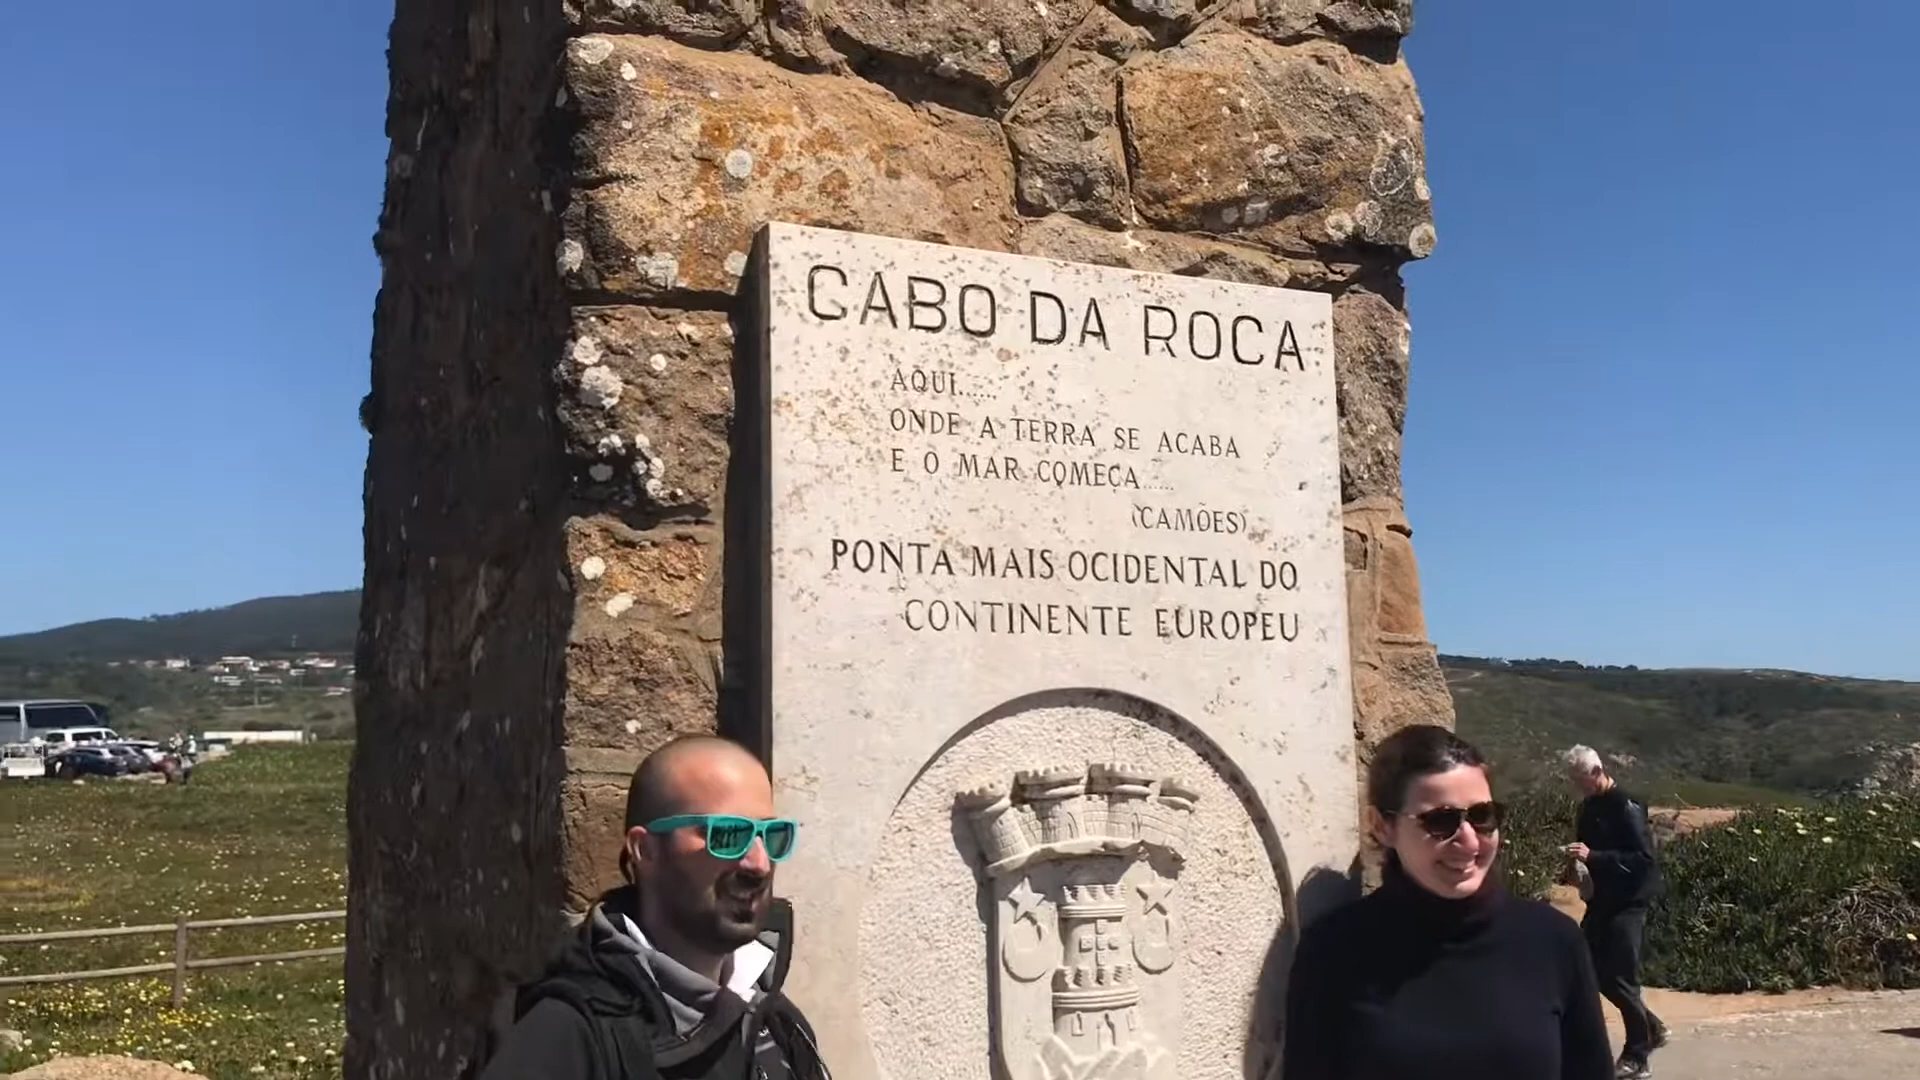 CABO DA ROCA
AQUI......
ONDE A TERRA SE ACABA
E O MAR COMEÇA......
(CAMÕES)
PONTA MAIS OCIDENTAL DO
CONTINENTE EUROPEU